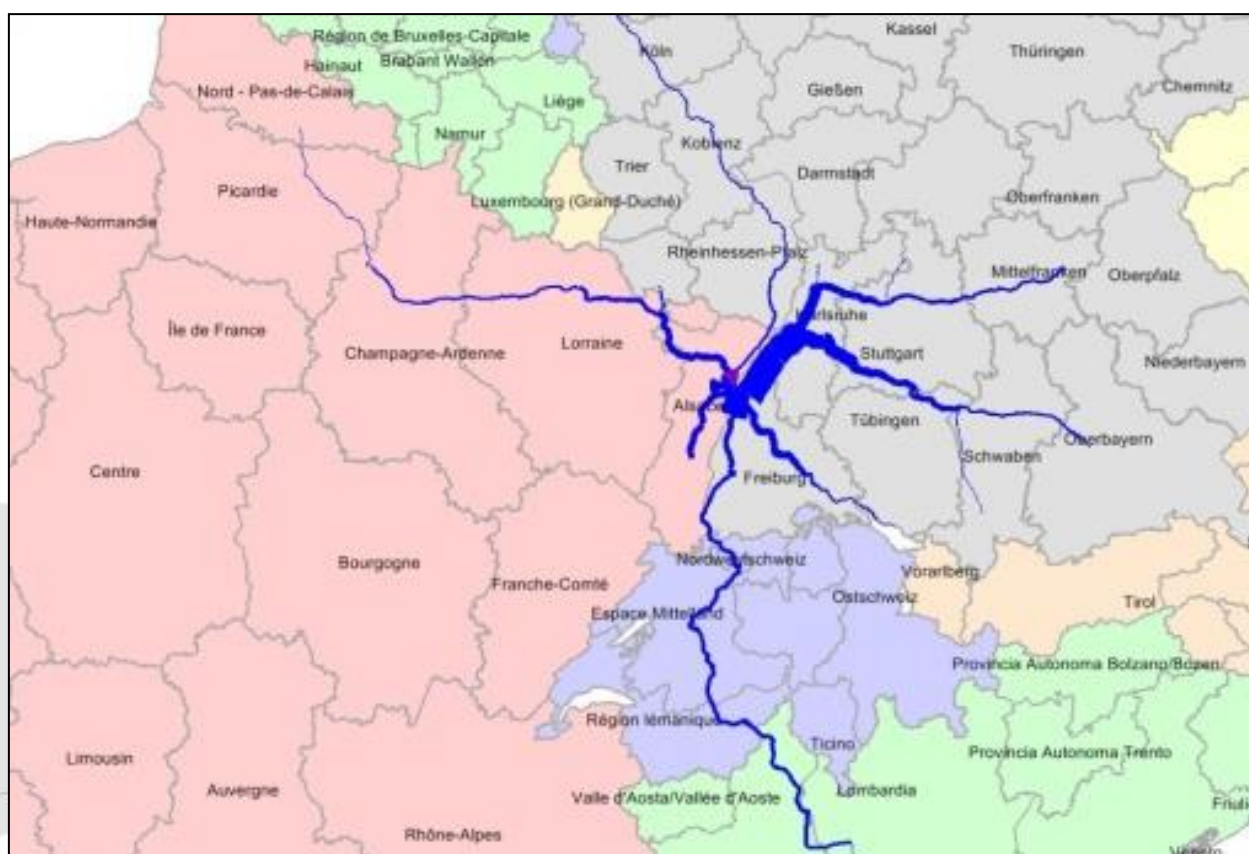 Région de Bruxelles-Capitale
Köln
Kassel
Thüringen
Hainaut
Brabant Wallon
Nord - Pas-de-Calais
Liège
Gießen
Chemnitz
Namur
Koblenz
Trier
Darmstadt
Picardie
Luxembourg (Grand-Duché)
Oberfranken
Haute-Normandie
Rheinhessen-Pfalz
Mittelfranken
Oberpfalz
Karlsruhe
Île de France
Champagne-Ardenne
Lorraine
Stuttgart
Niederbayern
Tübingen
Oberbayern
Centre
Schwaben
Freiburg
Bourgogne
Franche-Comté
Nordwestschweiz
Vorarlberg
Ostschweiz
Tirol
Espace Mittelland
Provincia Autonoma Bolzano/Bozen
Région lémanique
Limousin
Ticino
Provincia Autonoma Trento
Auvergne
Valle d'Aosta/Vallée d'Aoste
Lombardia
Rhône-Alpes